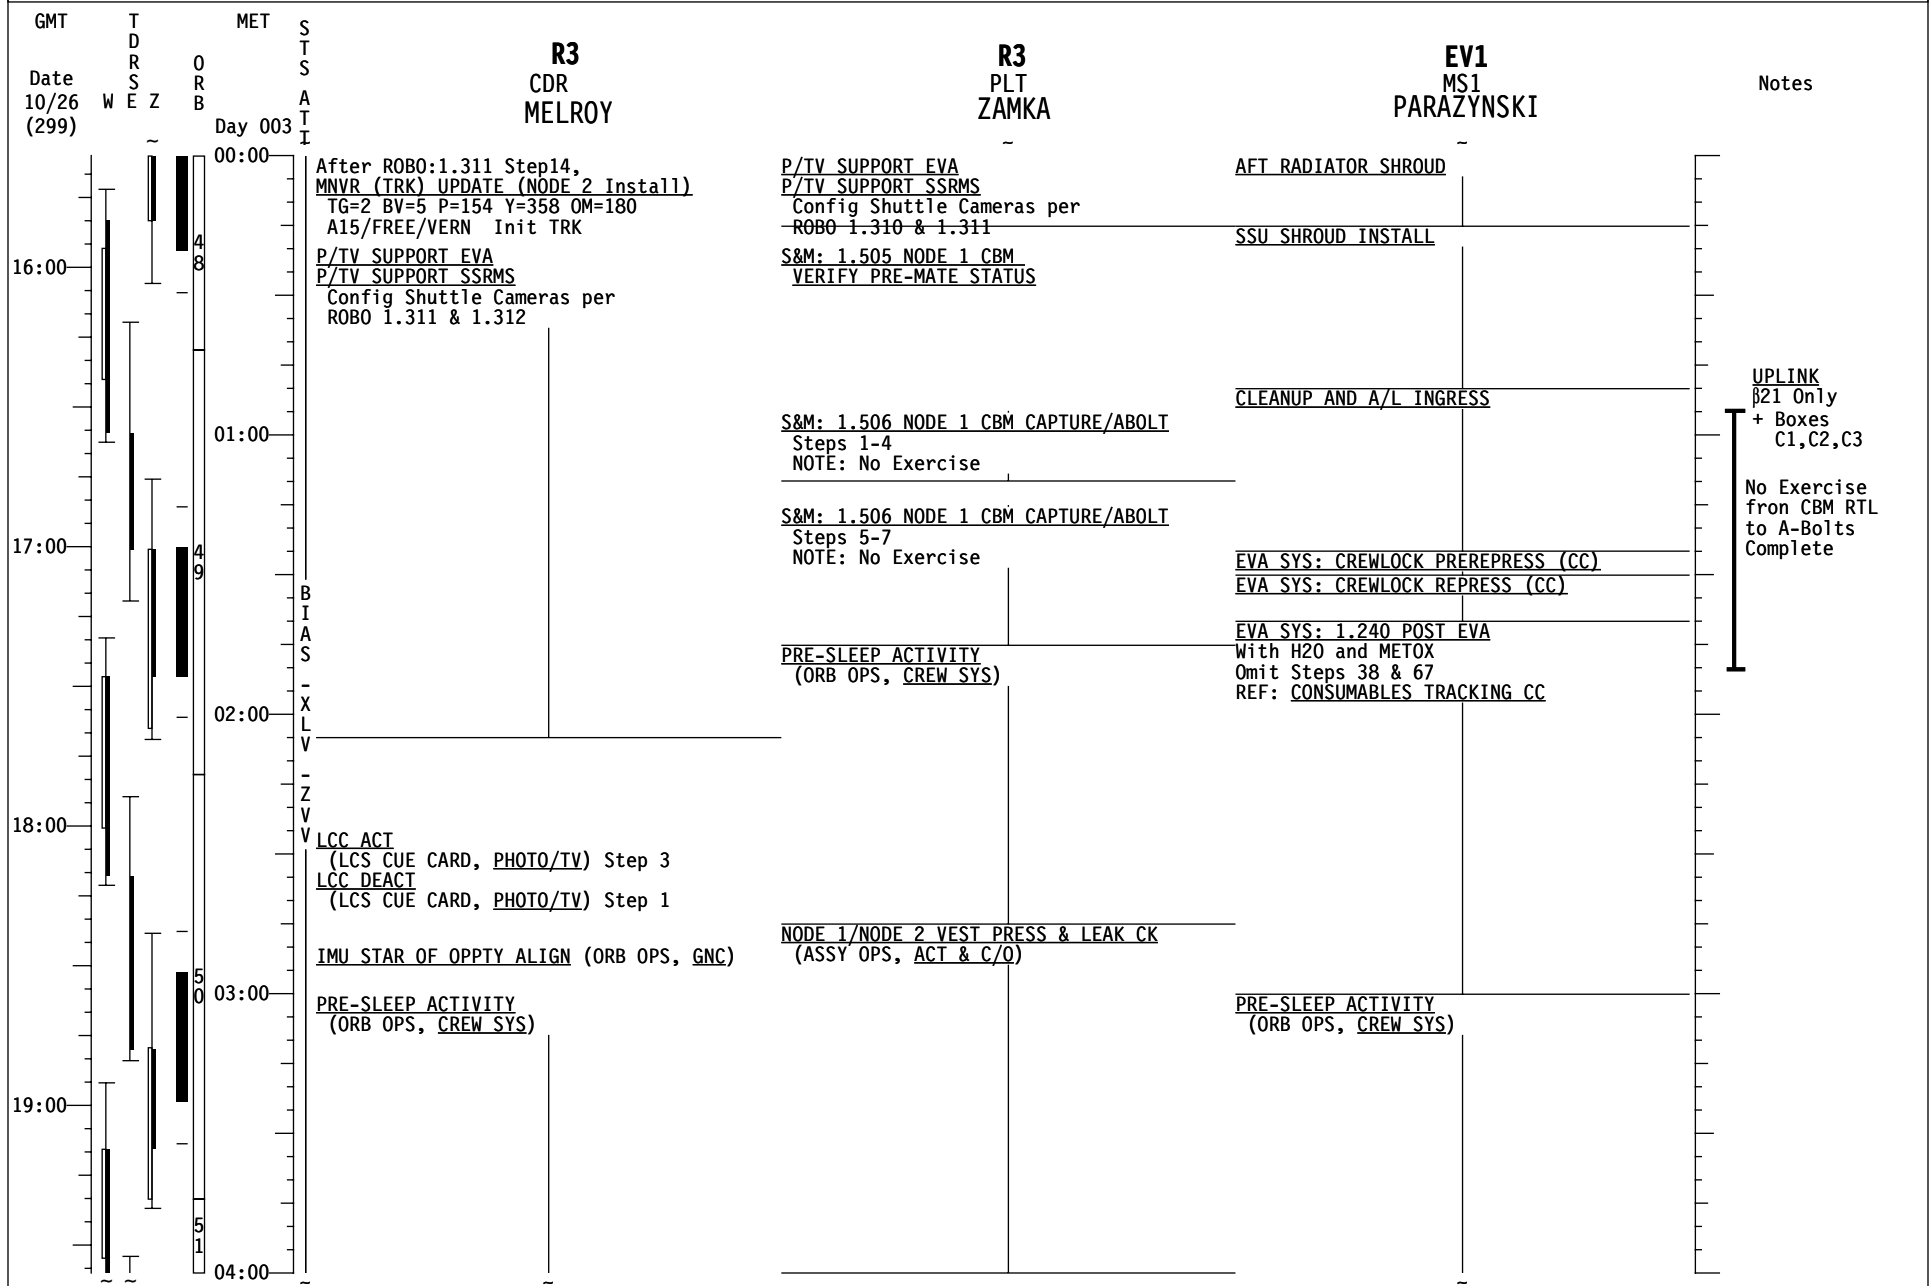 GMT
TDRS
MET
STS ATT
ORB
Date
10/26
(299)
W E Z
Day 003
R3
CDR
MELROY
R3
PLT
ZAMKA
EV1
MS1
PARAZYNSKI
Notes
~
~
~
00:00
01:00
02:00
03:00
04:00
16:00
17:00
18:00
19:00
48
49
50
51
BIAS -XLV -ZVV
After ROBO:1.311 Step14,
MNVR (TRK) UPDATE (NODE 2 Install)
TG=2 BV=5 P=154 Y=358 OM=180
A15/FREE/VERN Init TRK
P/TV SUPPORT EVA
P/TV SUPPORT SSRMS
Config Shuttle Cameras per
ROBO 1.311 & 1.312
LCC ACT
(LCS CUE CARD, PHOTO/TV) Step 3
LCC DEACT
(LCS CUE CARD, PHOTO/TV) Step 1
IMU STAR OF OPPTY ALIGN (ORB OPS, GNC)
PRE-SLEEP ACTIVITY
(ORB OPS, CREW SYS)
P/TV SUPPORT EVA
P/TV SUPPORT SSRMS
Config Shuttle Cameras per
ROBO 1.310 & 1.311
S&M: 1.505 NODE 1 CBM
VERIFY PRE-MATE STATUS
S&M: 1.506 NODE 1 CBM CAPTURE/ABOLT
Steps 1-4
NOTE: No Exercise
S&M: 1.506 NODE 1 CBM CAPTURE/ABOLT
Steps 5-7
NOTE: No Exercise
PRE-SLEEP ACTIVITY
(ORB OPS, CREW SYS)
NODE 1/NODE 2 VEST PRESS & LEAK CK
(ASSY OPS, ACT & C/O)
AFT RADIATOR SHROUD
SSU SHROUD INSTALL
CLEANUP AND A/L INGRESS
EVA SYS: CREWLOCK PREREPRESS (CC)
EVA SYS: CREWLOCK REPRESS (CC)
EVA SYS: 1.240 POST EVA
With H2O and METOX
Omit Steps 38 & 67
REF: CONSUMABLES TRACKING CC
PRE-SLEEP ACTIVITY
(ORB OPS, CREW SYS)
UPLINK
β21 Only
+ Boxes
C1,C2,C3
No Exercise
fron CBM RTL
to A-Bolts
Complete
~ ~ ~ ~ ~